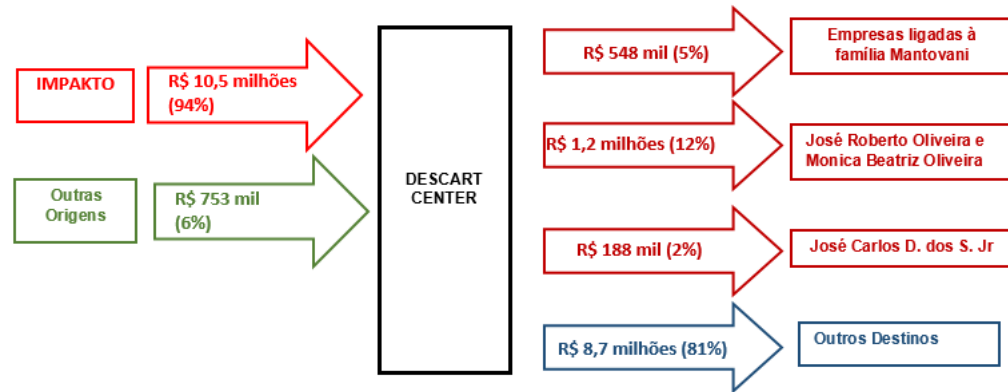 IMPAKTO
R$ 10,5 milhões
(94%)
Outras
Origens
R$ 753 mil
(6%)
DESCART
CENTER
R$ 548 mil (5%)
Empresas ligadas à
família Mantovani
R$ 1,2 milhões (12%)
José Roberto Oliveira e
Monica Beatriz Oliveira
R$ 188 mil (2%)
José Carlos D. dos S. Jr
R$ 8,7 milhões (81%)
Outros Destinos